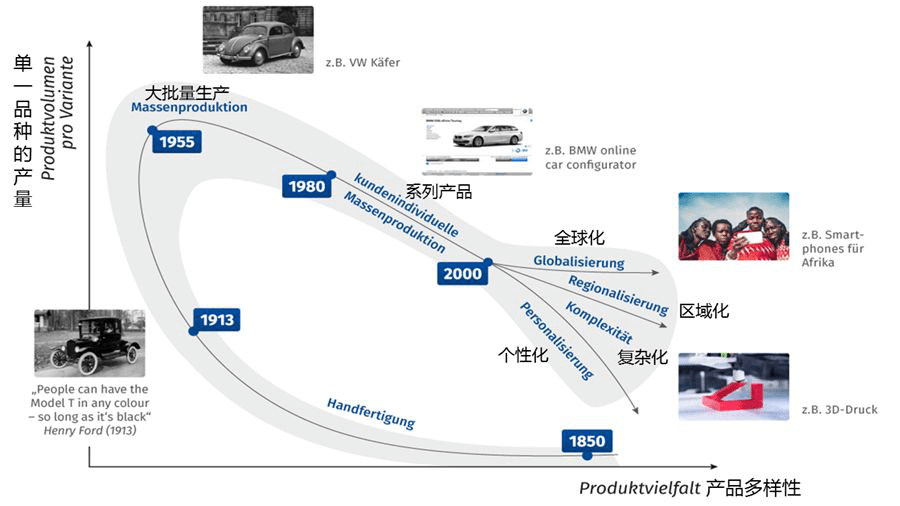 单一品种的产量
Produktvolumen
pro Variante
z.B. VW Käfer
大批量生产
Massenproduktion
1955
z.B. BMW online
car configurator
1980
系列产品
kundenindividuelle
Massenproduktion
z.B. Smart-
phones für
Afrika
全球化
Globalisierung
2000
Regionalisierung
区域化
Komplexität
复杂化
Personalisierung
个性化
1913
„People can have the
Model T in any colour
– so long as it‘s black“
Henry Ford (1913)
z.B. 3D-Druck
Handfertigung
1850
Produktvielfalt 产品多样性